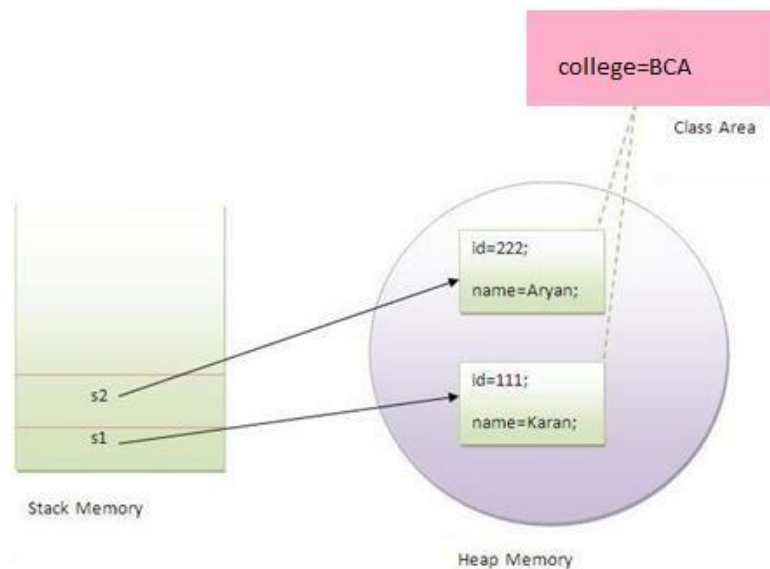 college=BCA
Class Area
id=222;
name=Aryan;
s2
id=111;
s1
name=Karan;
Stack Memory
Heap Memory